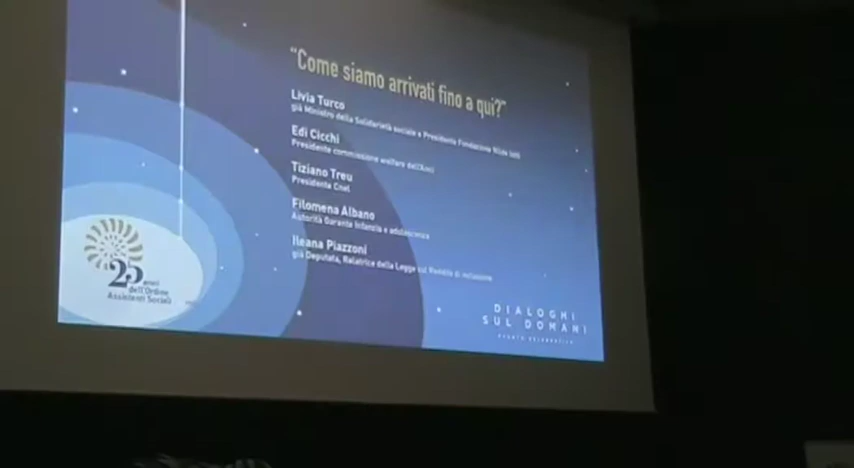 "Come siamo arrivati fino a qui?"
Livia Turco
già Ministro della Solidarietà sociale e Presidente Fondazione Nilde Iotti
Edi Cicchi
Presidente commissione welfare dell'Anci
Tiziano Treu
Presidente Cnel
Filomena Albano
Autorità Garante Infanzia e adolescenza
Ileana Piazzoni
già Deputata, Relatrice della Legge sul Reddito di inclusione
25 anni
dell'Ordine
Assistenti Sociali
DIALOGHI
SUL DOMANI